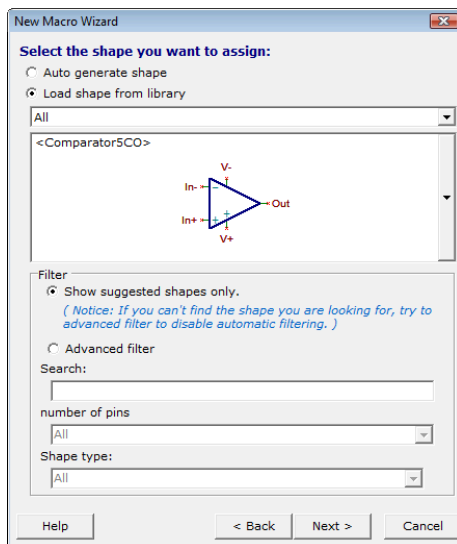 New Macro Wizard
Select the shape you want to assign:
Auto generate shape
Load shape from library
All
<Comparator5CO>
V-
In-
Out
In+
V+
Filter
Show suggested shapes only.
( Notice: If you can't find the shape you are looking for, try to
advanced filter to disable automatic filtering. )
Advanced filter
Search:
number of pins
All
Shape type:
All
Help
< Back
Next >
Cancel